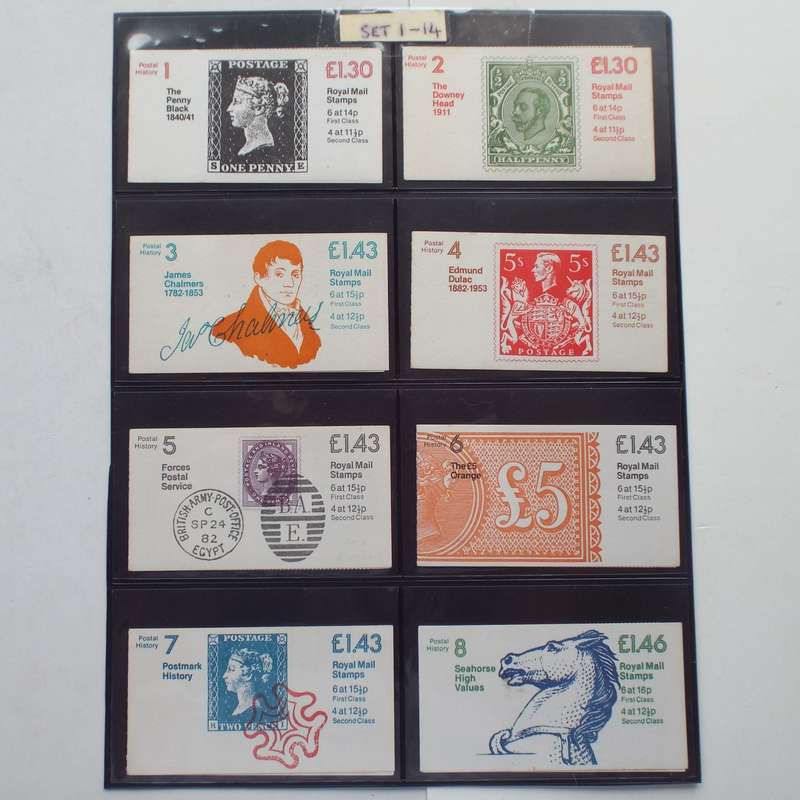 SET 1-14
Postal History
1
The Penny Black 1840/41
POSTAGE
S ONE PENNY E
£1.30
Royal Mail Stamps
6 at 14p
First Class
4 at 11½p
Second Class
Postal History
2
The Downey Head 1911
HALFPENNY
£1.30
Royal Mail Stamps
6 at 14p
First Class
4 at 11½p
Second Class
Postal History
3
James Chalmers 1782-1853
Jas Chalmers
£1.43
Royal Mail Stamps
6 at 15½p
First Class
4 at 12½p
Second Class
Postal History
4
Edmund Dulac 1882-1953
5s 5s
POSTAGE
£1.43
Royal Mail Stamps
6 at 15½p
First Class
4 at 12½p
Second Class
Postal History
5
Forces Postal Service
BRITISH-ARMY-POST-OFFICE
C
SP 24
82
EGYPT
B.A.
E.
£1.43
Royal Mail Stamps
6 at 15½p
First Class
4 at 12½p
Second Class
Postal History
6
The £5 Orange
£5
£1.43
Royal Mail Stamps
6 at 15½p
First Class
4 at 12½p
Second Class
Postal History
7
Postmark History
POSTAGE
H TWO PENCE I
£1.43
Royal Mail Stamps
6 at 15½p
First Class
4 at 12½p
Second Class
Postal History
8
Seahorse High Values
£1.46
Royal Mail Stamps
6 at 16p
First Class
4 at 12½p
Second Class